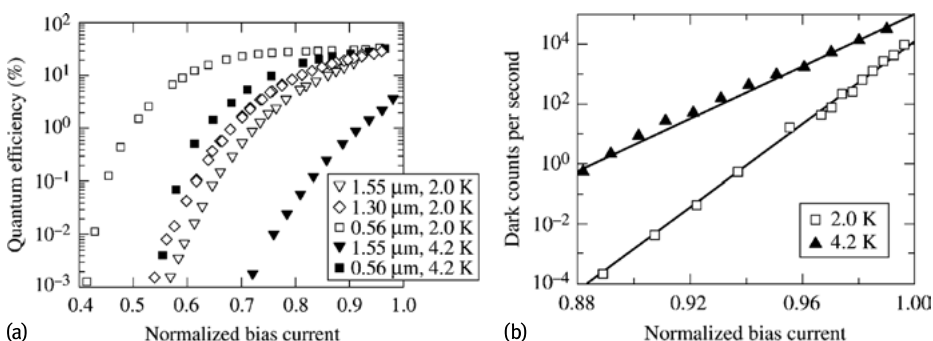 Quantum efficiency (%)
10²
10¹
10⁰
10⁻¹
10⁻²
10⁻³
0.4 0.5 0.6 0.7 0.8 0.9 1.0
Normalized bias current
1.55 μm, 2.0 K
1.30 μm, 2.0 K
0.56 μm, 2.0 K
1.55 μm, 4.2 K
0.56 μm, 4.2 K
(a)
Dark counts per second
10⁴
10²
10⁰
10⁻²
10⁻⁴
0.88 0.92 0.96 1.00
Normalized bias current
2.0 K
4.2 K
(b)